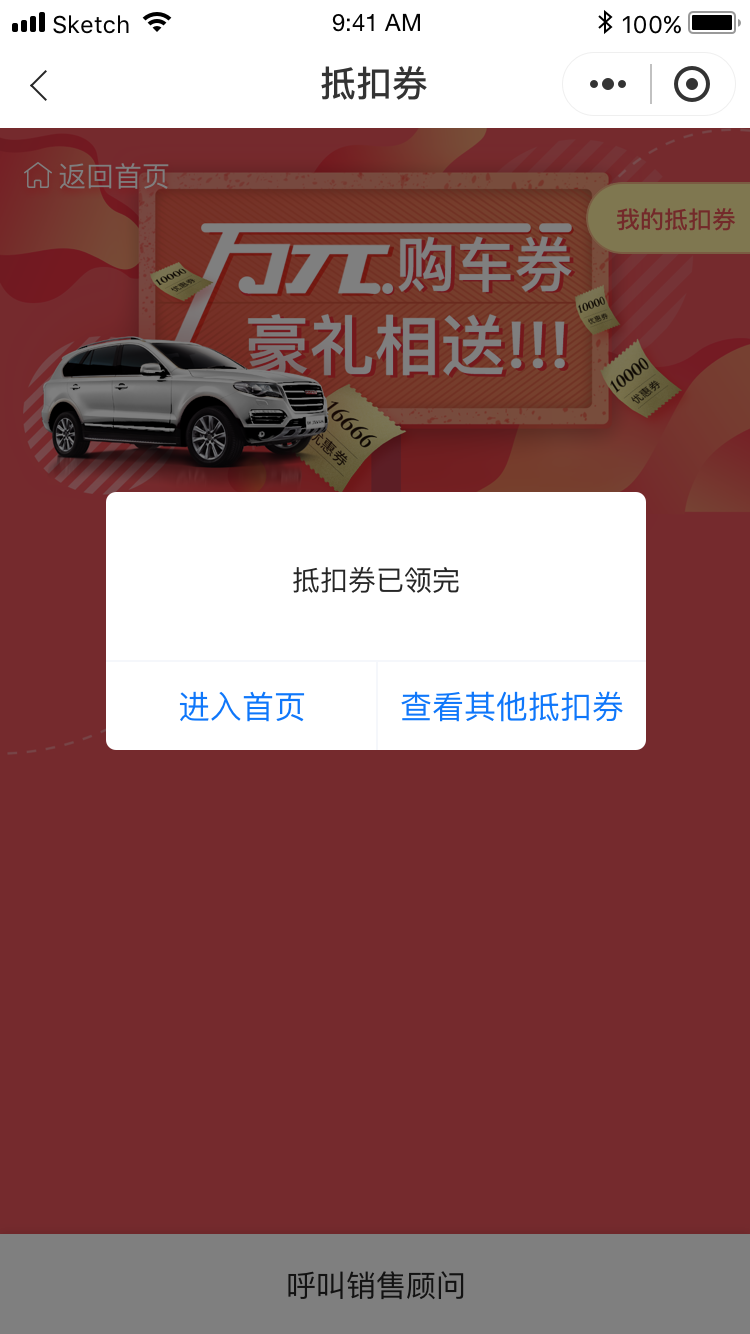 Sketch 9:41 AM 100%
抵扣券
返回首页
我的抵扣券
万元购车券
豪礼相送!!!
10000
优惠券
10000
优惠券
10000
优惠券
16666
优惠券
抵扣券已领完
进入首页 查看其他抵扣券
呼叫销售顾问